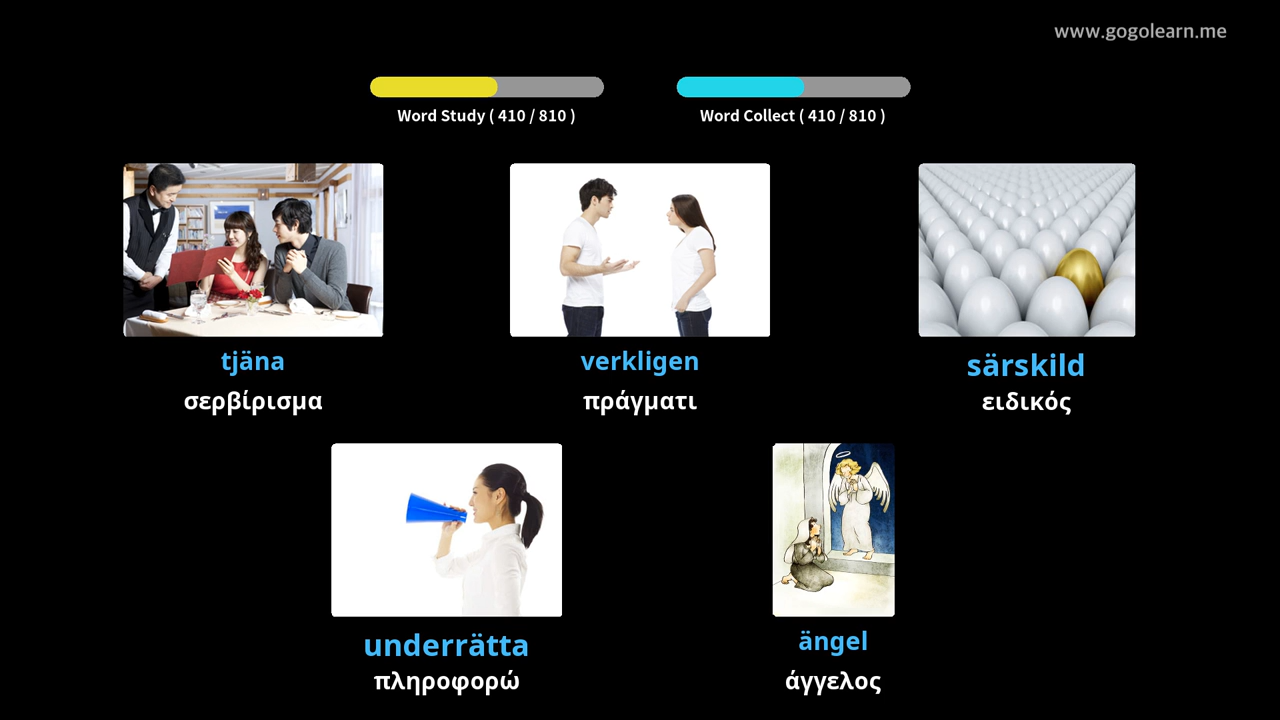 www.gogolearn.me
Word Study ( 410 / 810 )
Word Collect ( 410 / 810 )
tjäna
σερβίρισμα
verkligen
πράγματι
särskild
ειδικός
underrätta
πληροφορώ
ängel
άγγελος